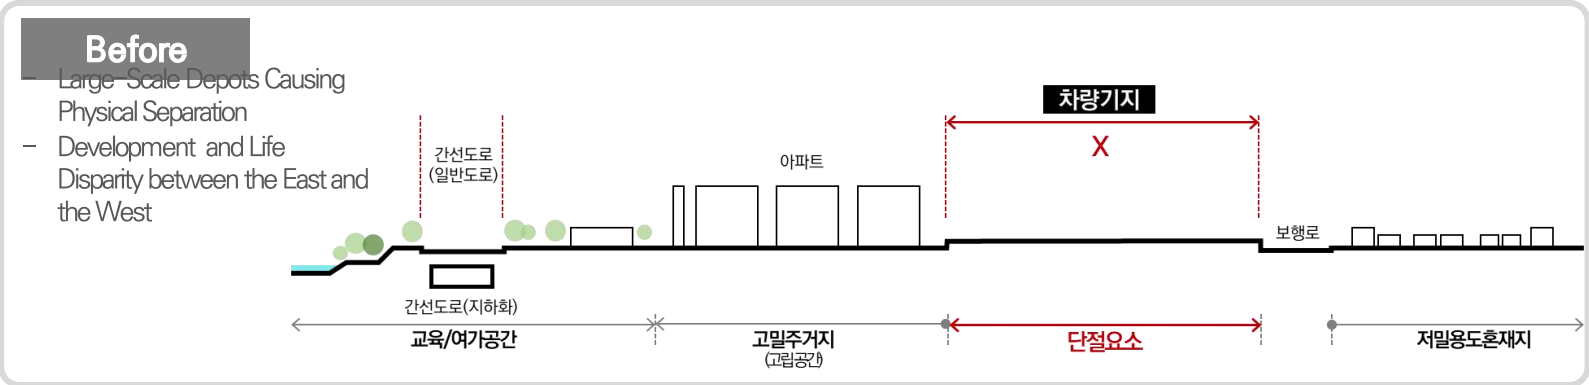 Before
- Large-Scale Depots Causing
Physical Separation
- Development and Life
Disparity between the East and
the West
차량기지
X
간선도로
(일반도로)
아파트
보행로
간선도로(지하화)
교육/여가공간
고밀주거지
(고립공간)
단절요소
저밀용도혼재지